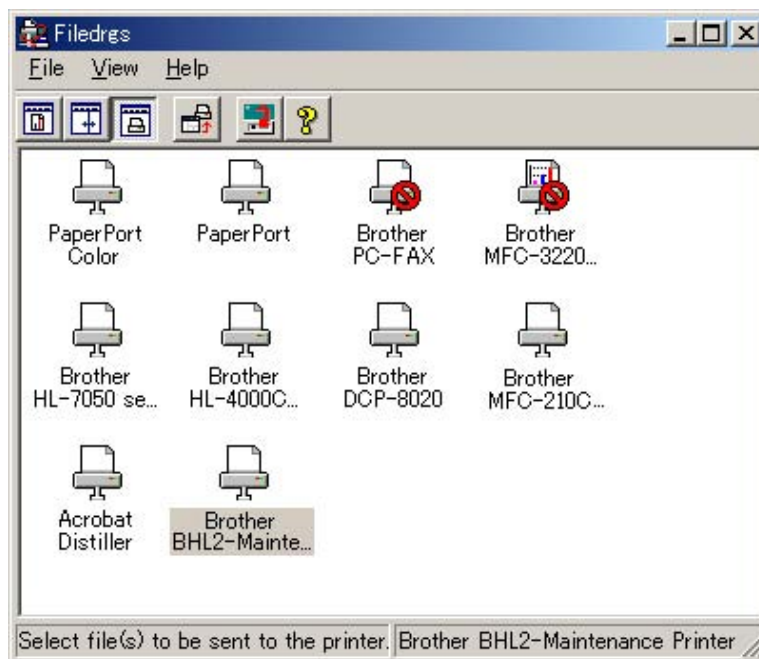 Filedrgs
File View Help
PaperPort
Color
PaperPort
Brother
PC-FAX
Brother
MFC-3220...
Brother
HL-7050 se...
Brother
HL-4000C...
Brother
DCP-8020
Brother
MFC-210C...
Acrobat
Distiller
Brother
BHL2-Mainte...
Select file(s) to be sent to the printer. Brother BHL2-Maintenance Printer